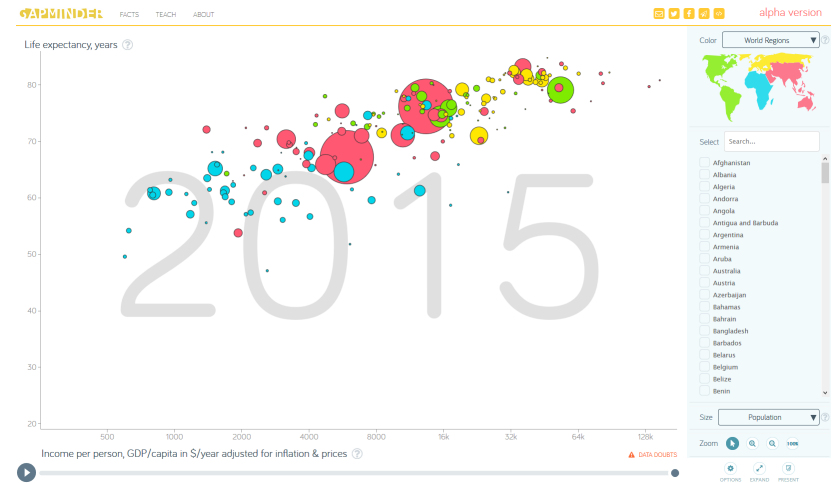 GAPMINDER FACTS TEACH ABOUT alpha version
Life expectancy, years ?
Color World Regions ▼ ?
80
70
60
50
40
30
20
2015
500 1000 2000 4000 8000 16k 32k 64k 128k
Income per person, GDP/capita in $/year adjusted for inflation & prices ?
DATA DOUBTS
Select Search...
Afghanistan
Albania
Algeria
Andorra
Angola
Antigua and Barbuda
Argentina
Armenia
Aruba
Australia
Austria
Azerbaijan
Bahamas
Bahrain
Bangladesh
Barbados
Belarus
Belgium
Belize
Benin
Size Population ▼ ?
Zoom 100%
OPTIONS EXPAND PRESENT